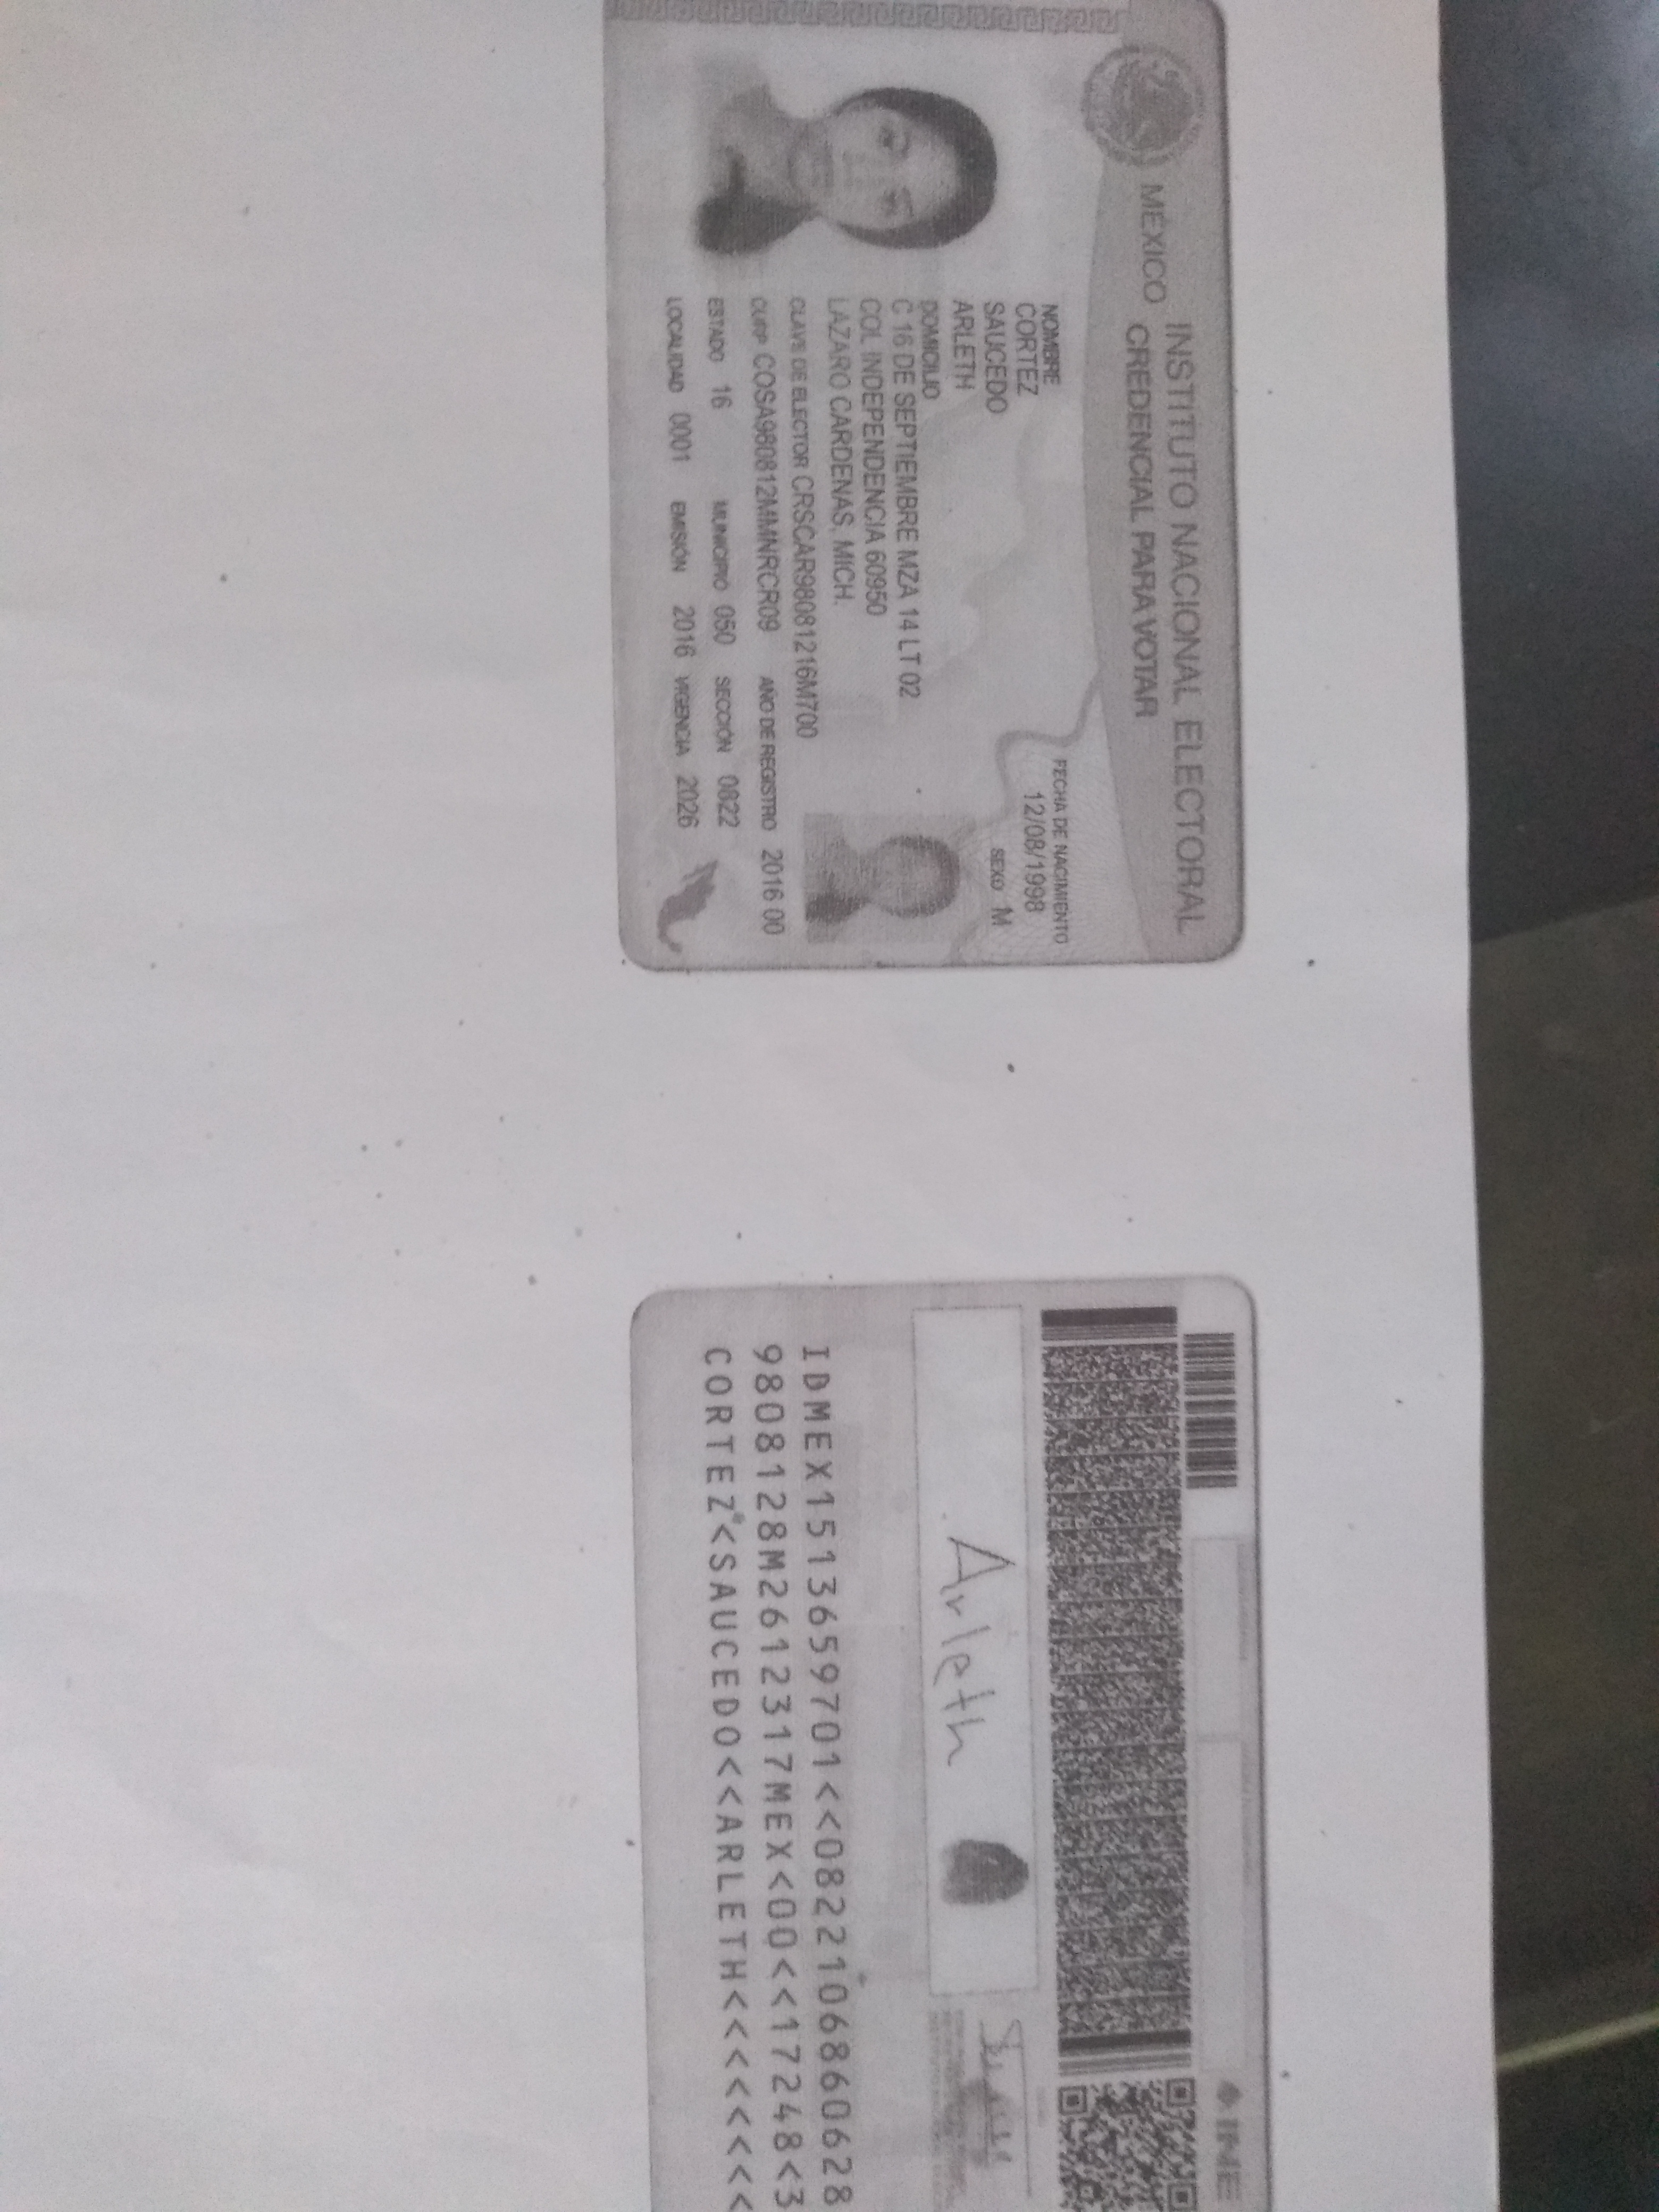 MÉXICO INSTITUTO NACIONAL ELECTORAL
CREDENCIAL PARA VOTAR
NOMBRE
CORTEZ
SAUCEDO
ARLETH
FECHA DE NACIMIENTO
12/08/1998
SEXO M
DOMICILIO
C 16 DE SEPTIEMBRE MZA 14 LT 02
COL INDEPENDENCIA 60950
LAZARO CARDENAS, MICH.
CLAVE DE ELECTOR CRSCAR98081216M700
CURP COSA980812MMNRCR09 AÑO DE REGISTRO 2016 00
ESTADO 16 MUNICIPIO 050 SECCIÓN 0822
LOCALIDAD 0001 EMISIÓN 2016 VIGENCIA 2026
INE
Arleth
IDMEX1513659701<<0822106860628
9808128M2612317MEX<00<<17248<3
CORTEZ<SAUCEDO<<ARLETH<<<<<<<<